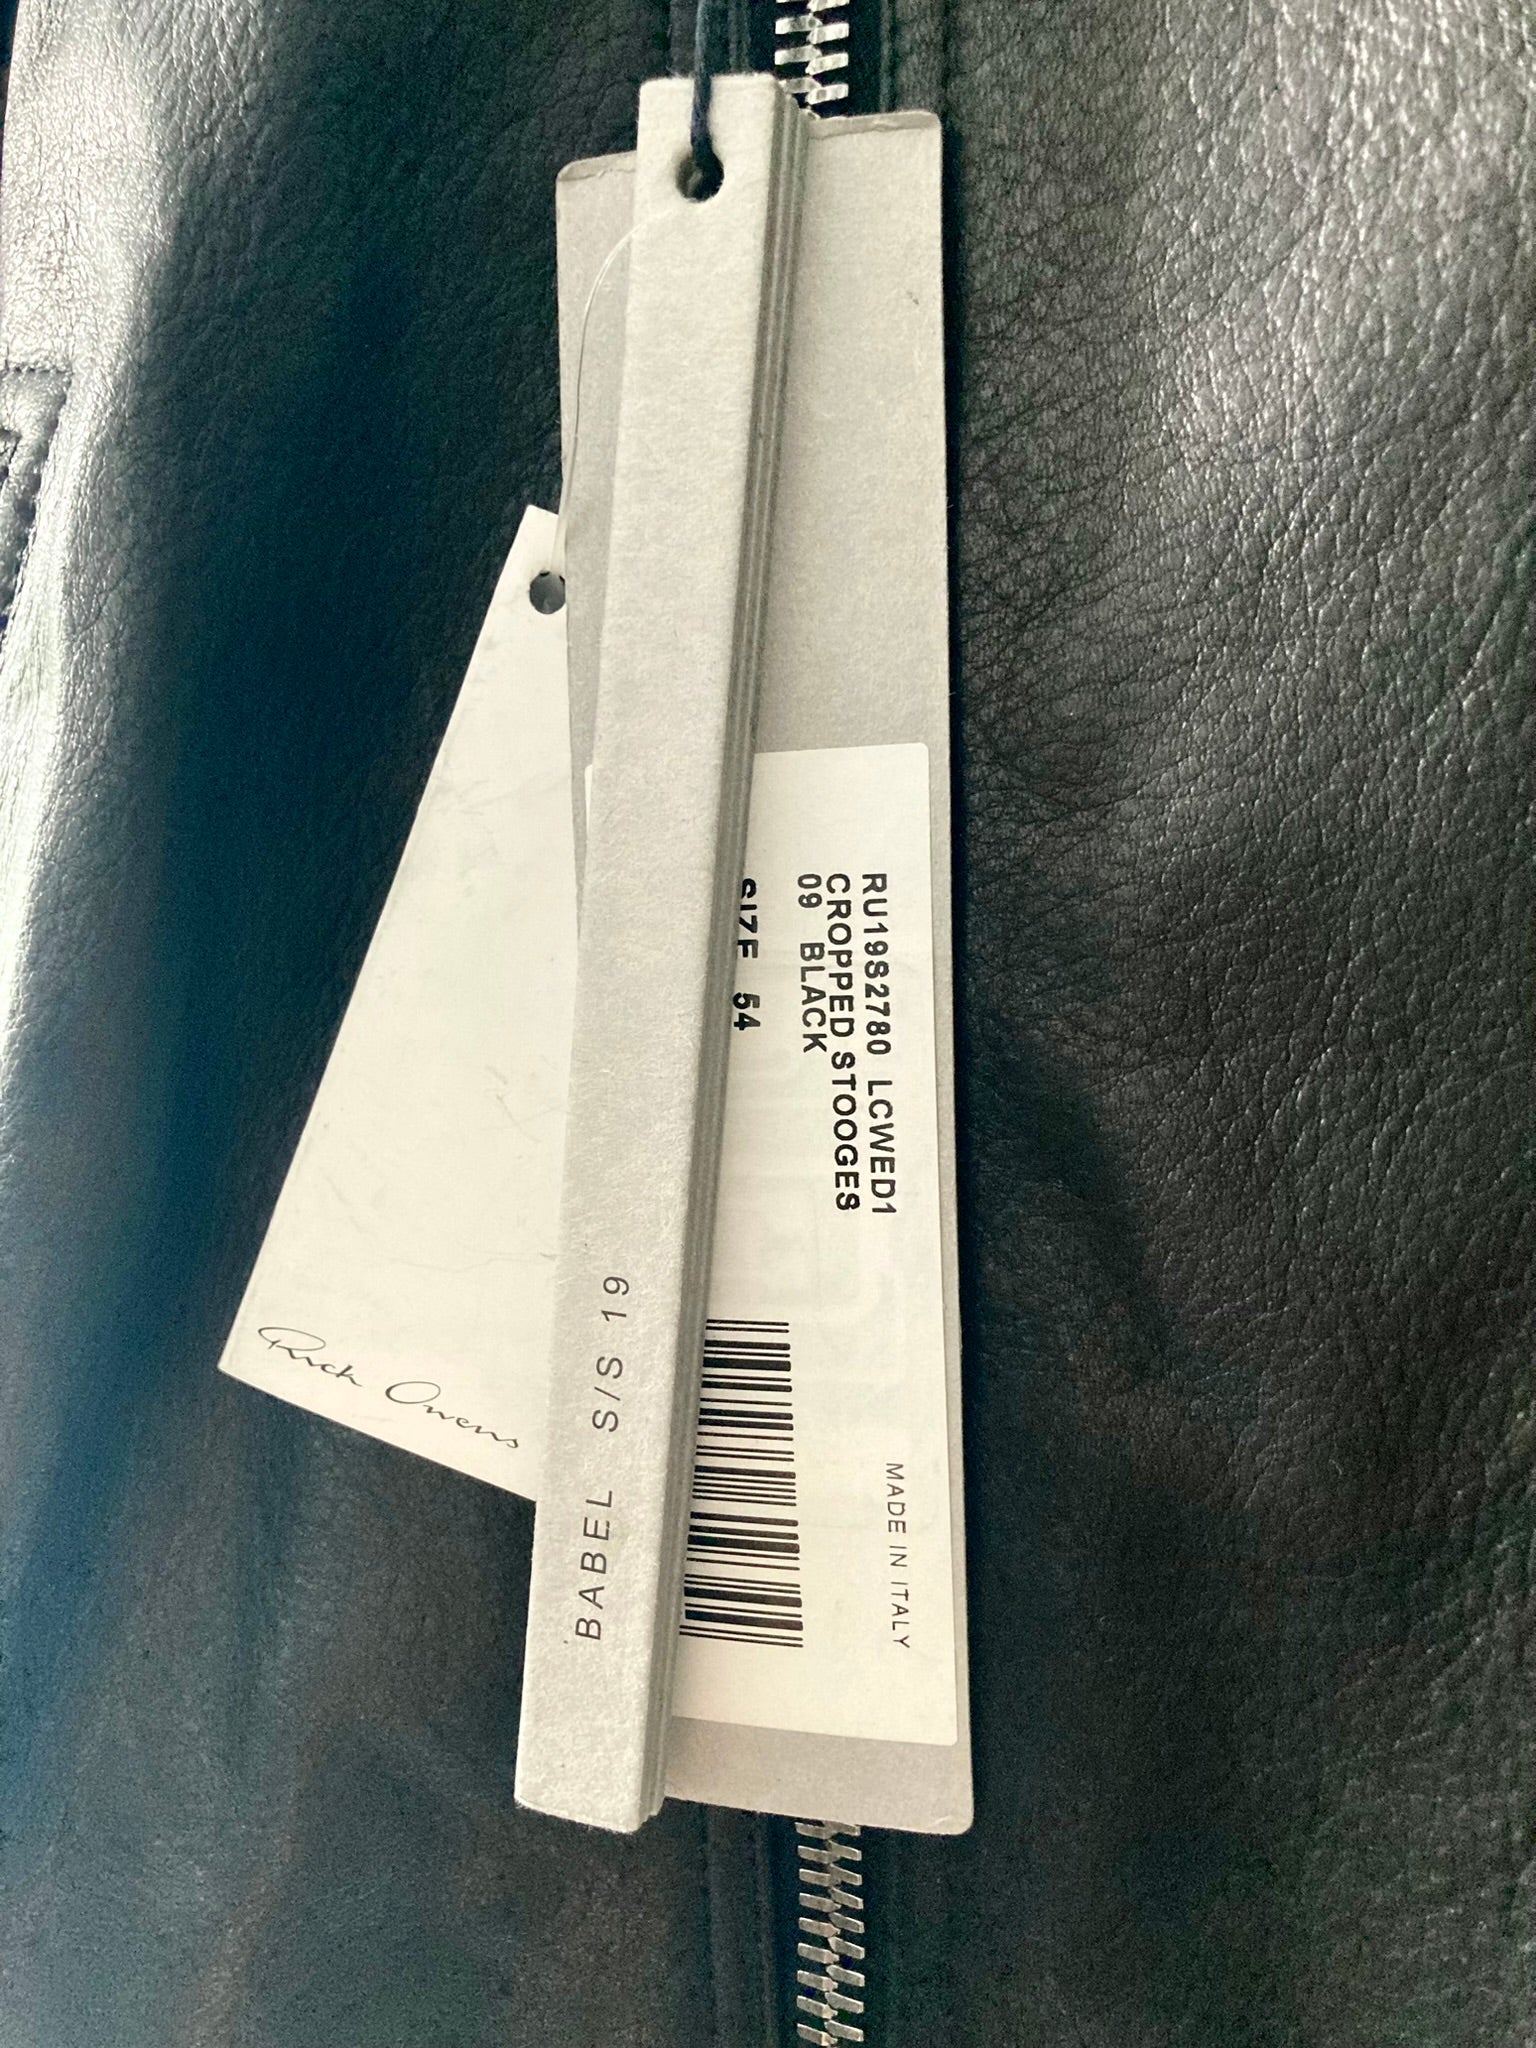 RU19S2780 LCWED1
CROPPED STOOGES
09 BLACK
SIZE 54
MADE IN ITALY
BABEL S/S 19
Rick Owens